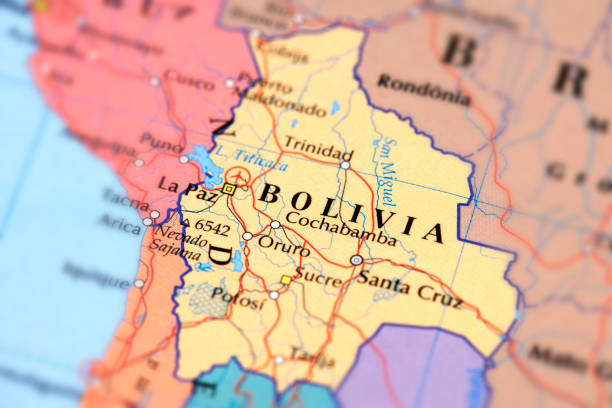 P U
B R
Cobija
Rondônia
Cusco
Puerto
Maldonado
N
Trinidad
San Miguel
Puno
L. Titicaca
La Paz
BOLIVIA
Tacna
Arica
6542
Nevado
Sajama
D
Cochabamba
Oruro
Santa Cruz
Sucre
Potosí
Tarija